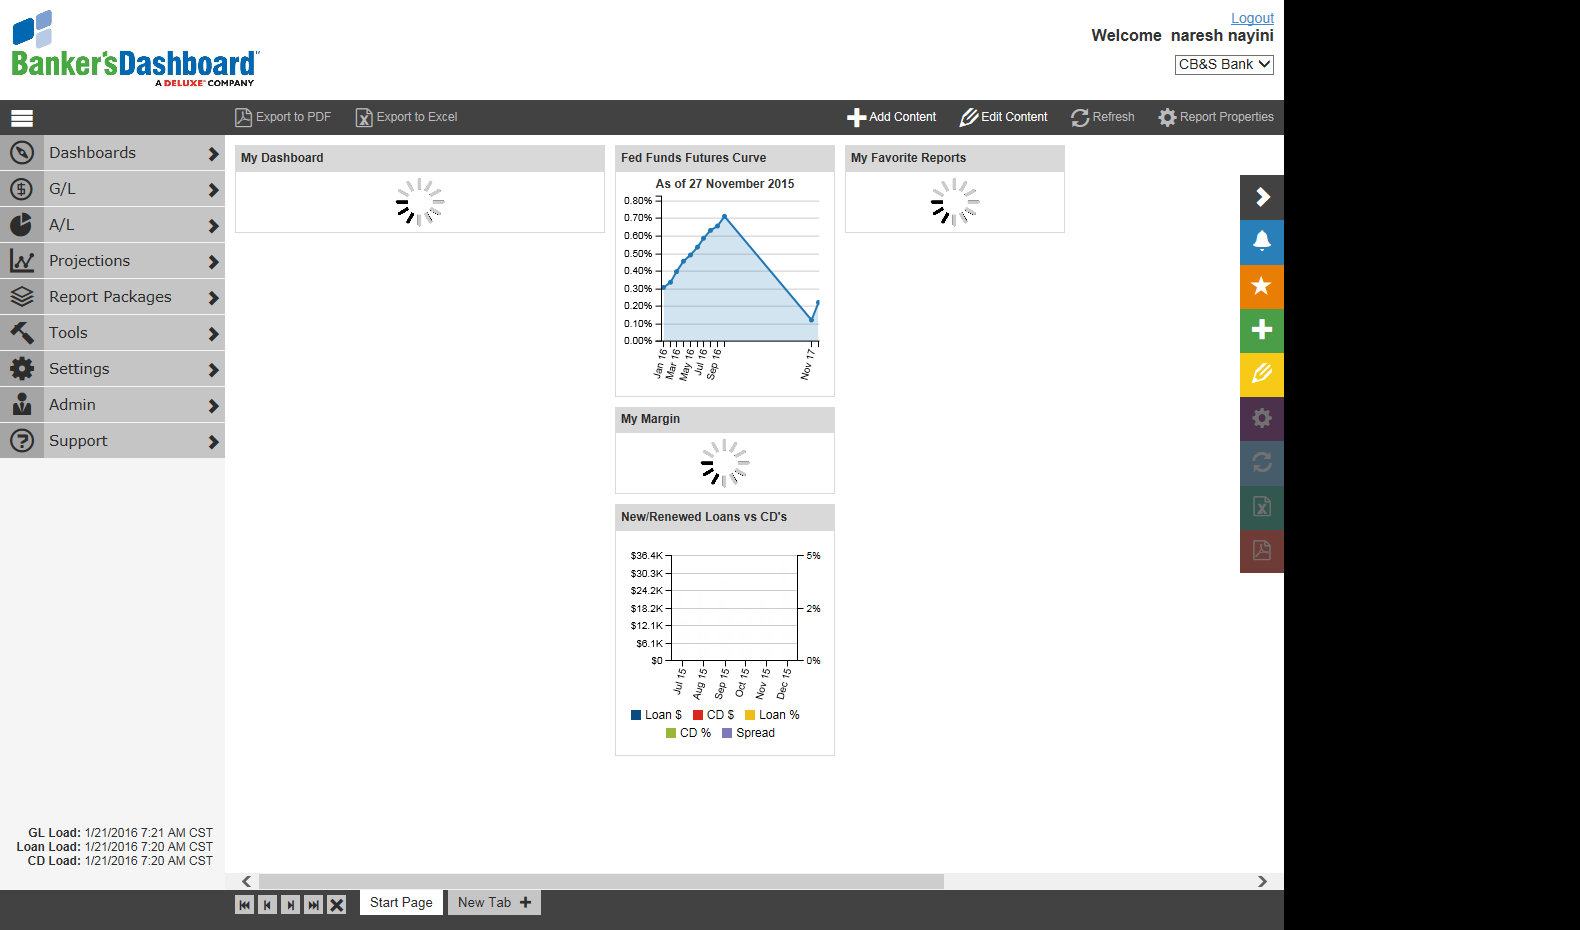 Logout
Welcome naresh nayini
CB&S Bank
Banker'sDashboard™
A DELUXE® COMPANY
Export to PDF
Export to Excel
Add Content
Edit Content
Refresh
Report Properties
Dashboards
G/L
A/L
Projections
Report Packages
Tools
Settings
Admin
Support
GL Load: 1/21/2016 7:21 AM CST
Loan Load: 1/21/2016 7:20 AM CST
CD Load: 1/21/2016 7:20 AM CST
My Dashboard
Fed Funds Futures Curve
As of 27 November 2015
0.80%
0.70%
0.60%
0.50%
0.40%
0.30%
0.20%
0.10%
0.00%
Jan 16
Mar 16
May 16
Jul 16
Sep 16
Nov 17
My Margin
New/Renewed Loans vs CD's
$36.4K
$30.3K
$24.2K
$18.2K
$12.1K
$6.1K
$0
5%
2%
0%
Jul 15
Aug 15
Sep 15
Oct 15
Nov 15
Dec 15
Loan $ CD $ Loan %
CD % Spread
My Favorite Reports
Start Page
New Tab